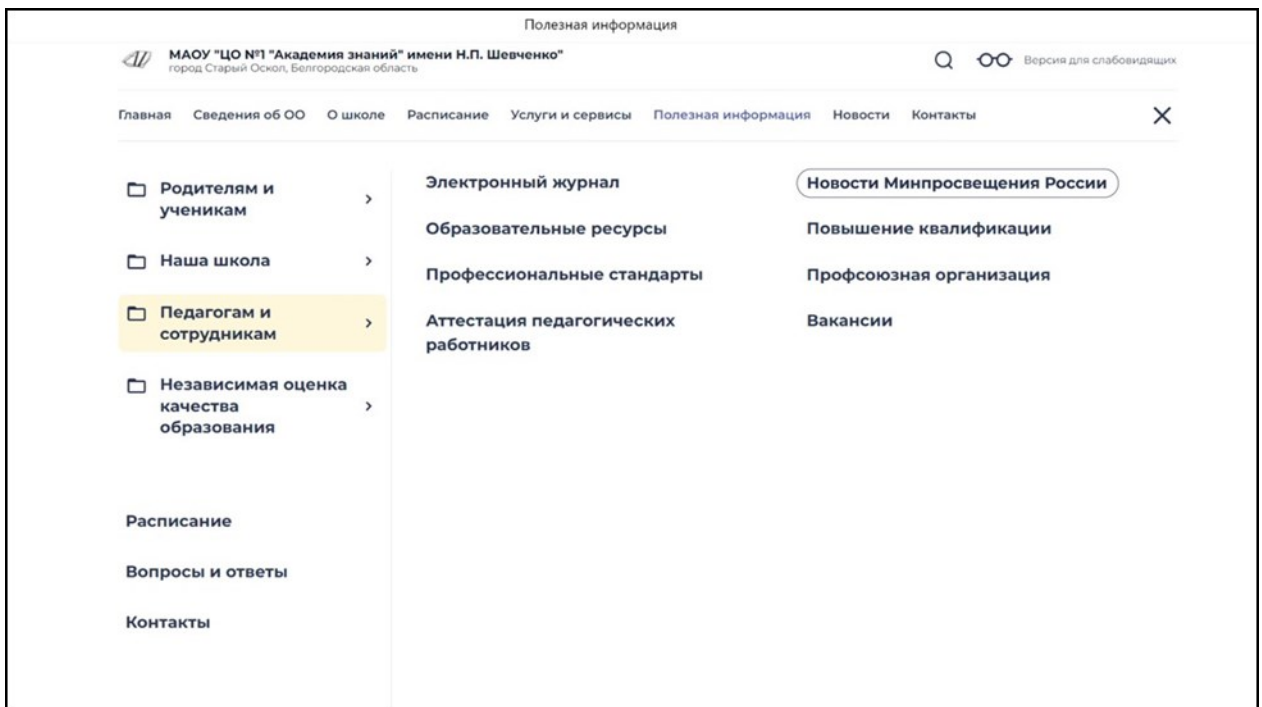 Полезная информация
МАОУ "ЦО №1 "Академия знаний" имени Н.П. Шевченко"
город Старый Оскол, Белгородская область
Версия для слабовидящих
Главная Сведения об ОО О школе Расписание Услуги и сервисы Полезная информация Новости Контакты
Родителям и
ученикам
Наша школа
Педагогам и
сотрудникам
Независимая оценка
качества
образования
Расписание
Вопросы и ответы
Контакты
Электронный журнал
Образовательные ресурсы
Профессиональные стандарты
Аттестация педагогических
работников
Новости Минпросвещения России
Повышение квалификации
Профсоюзная организация
Вакансии